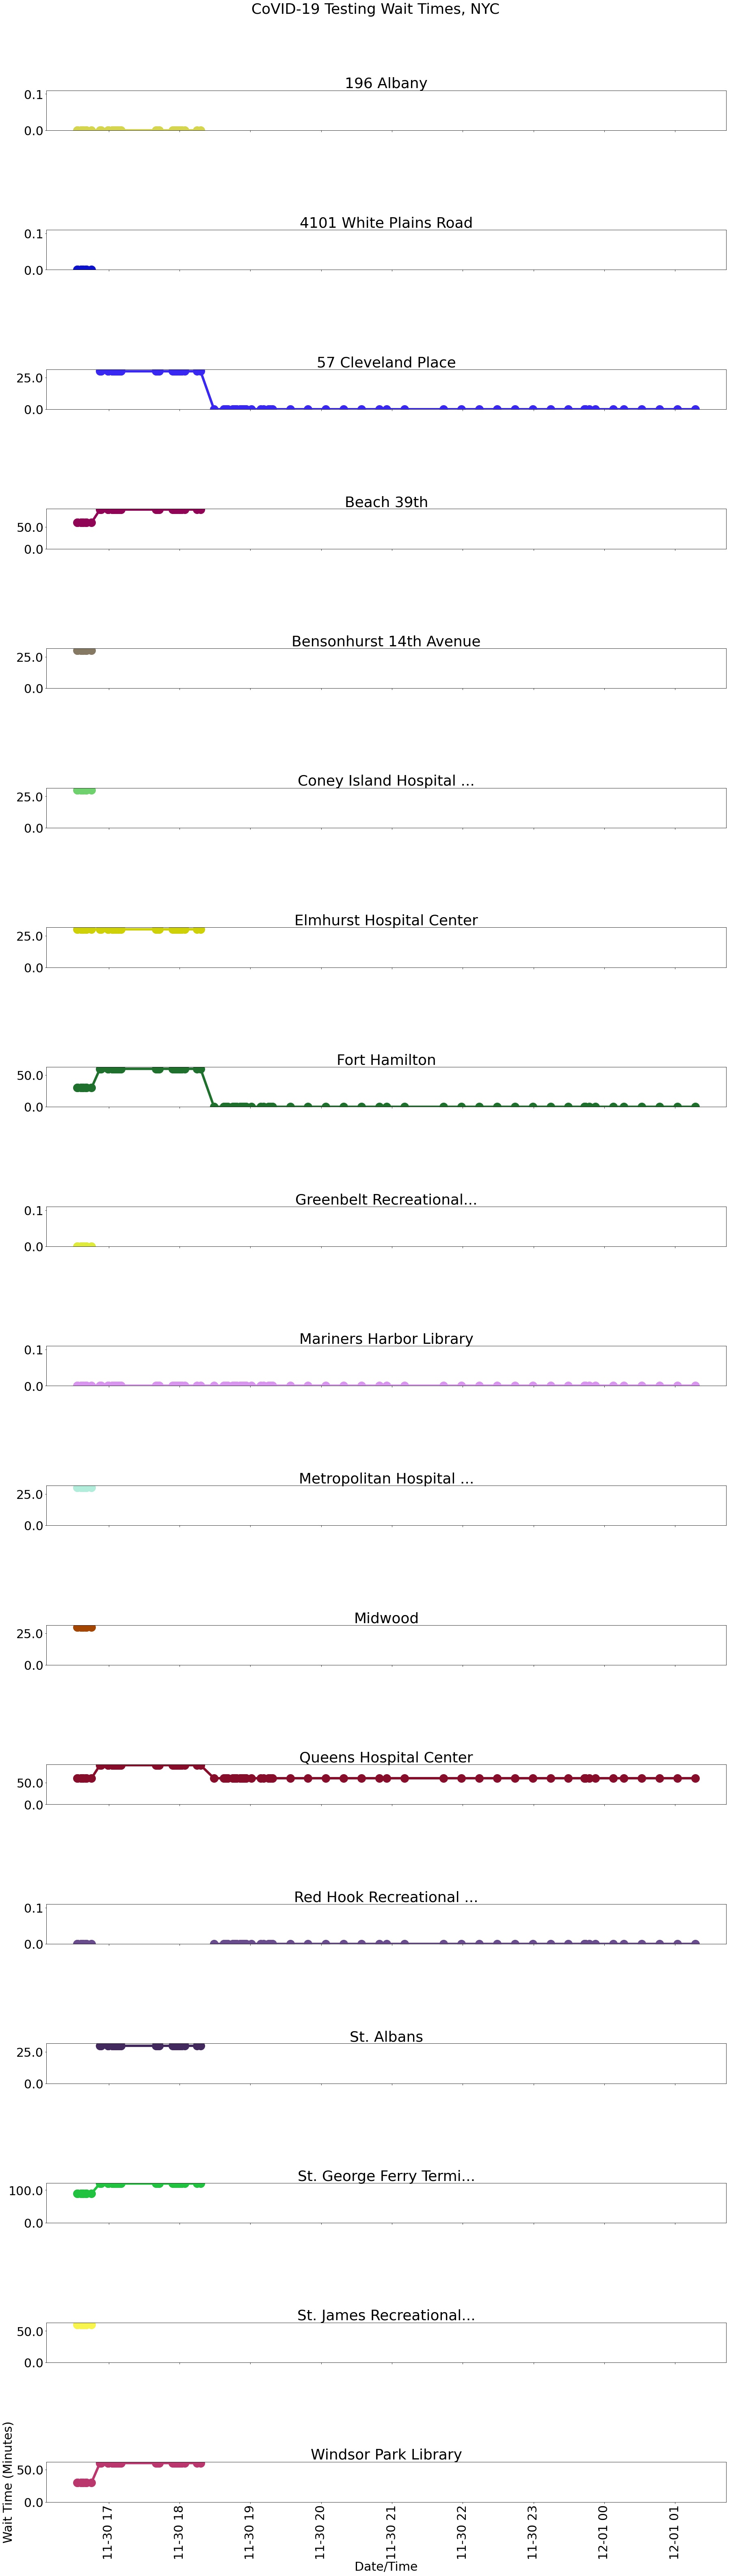 CoVID-19 Testing Wait Times, NYC
196 Albany
0.1
0.0
4101 White Plains Road
0.1
0.0
57 Cleveland Place
25.0
0.0
Beach 39th
50.0
0.0
Bensonhurst 14th Avenue
25.0
0.0
Coney Island Hospital ...
25.0
0.0
Elmhurst Hospital Center
25.0
0.0
Fort Hamilton
50.0
0.0
Greenbelt Recreational...
0.1
0.0
Mariners Harbor Library
0.1
0.0
Metropolitan Hospital ...
25.0
0.0
Midwood
25.0
0.0
Queens Hospital Center
50.0
0.0
Red Hook Recreational ...
0.1
0.0
St. Albans
25.0
0.0
St. George Ferry Termi...
100.0
0.0
St. James Recreational...
50.0
0.0
Windsor Park Library
50.0
0.0
Wait Time (Minutes)
11-30 17
11-30 18
11-30 19
11-30 20
11-30 21
11-30 22
11-30 23
12-01 00
12-01 01
Date/Time